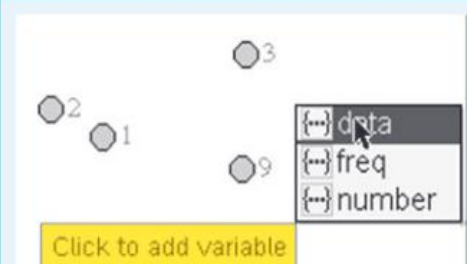 3
2
1
9
{···} data
{···} freq
{···} number
Click to add variable